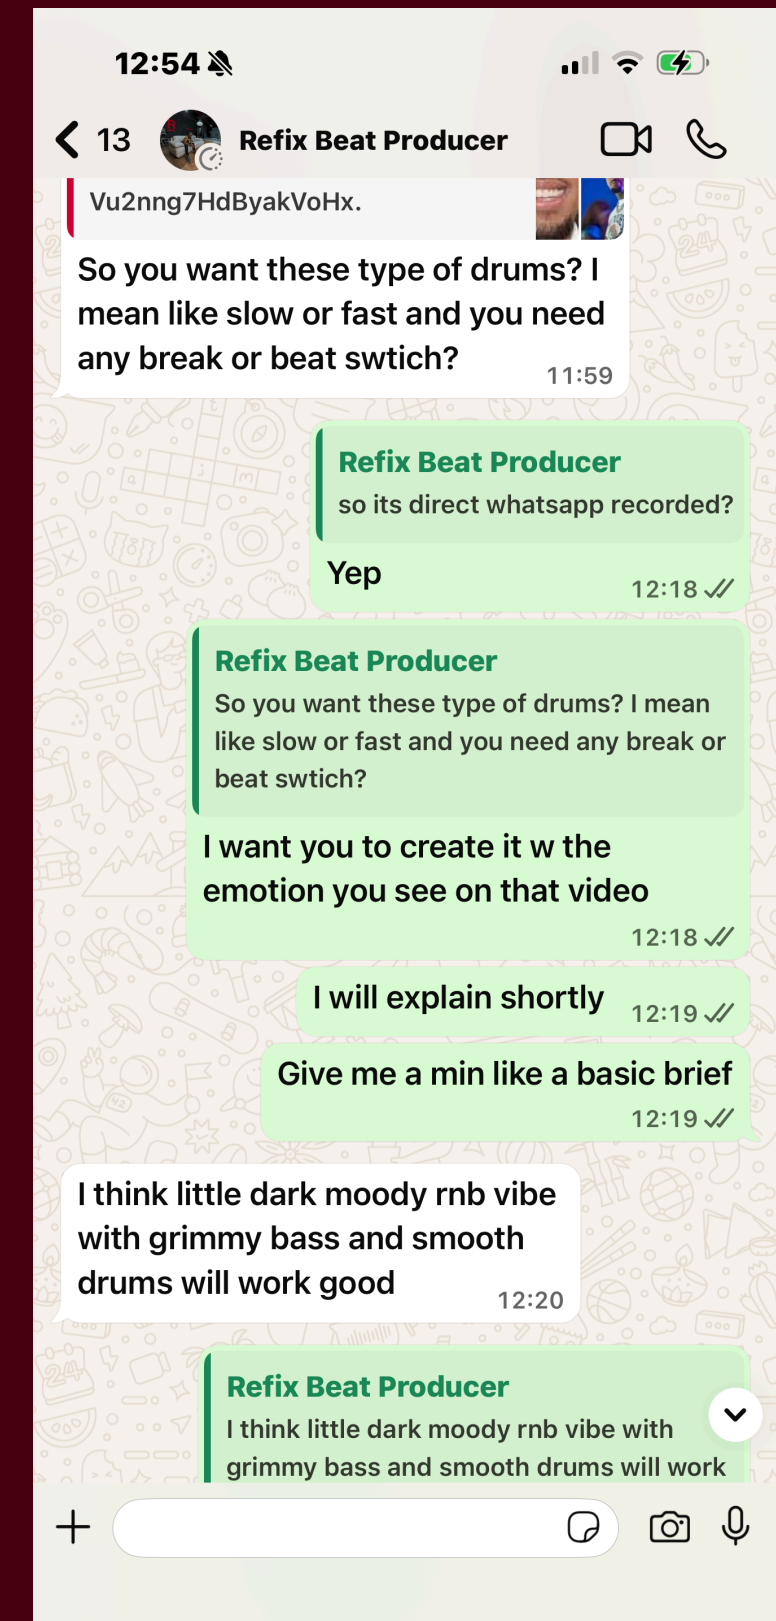 12:54
13
Refix Beat Producer
Vu2nng7HdByakVoHx.
So you want these type of drums? I
mean like slow or fast and you need
any break or beat swtich?
11:59
Refix Beat Producer
so its direct whatsapp recorded?
Yep
12:18
Refix Beat Producer
So you want these type of drums? I mean
like slow or fast and you need any break or
beat swtich?
I want you to create it w the
emotion you see on that video
12:18
I will explain shortly
12:19
Give me a min like a basic brief
12:19
I think little dark moody rnb vibe
with grimmy bass and smooth
drums will work good
12:20
Refix Beat Producer
I think little dark moody rnb vibe with
grimmy bass and smooth drums will work